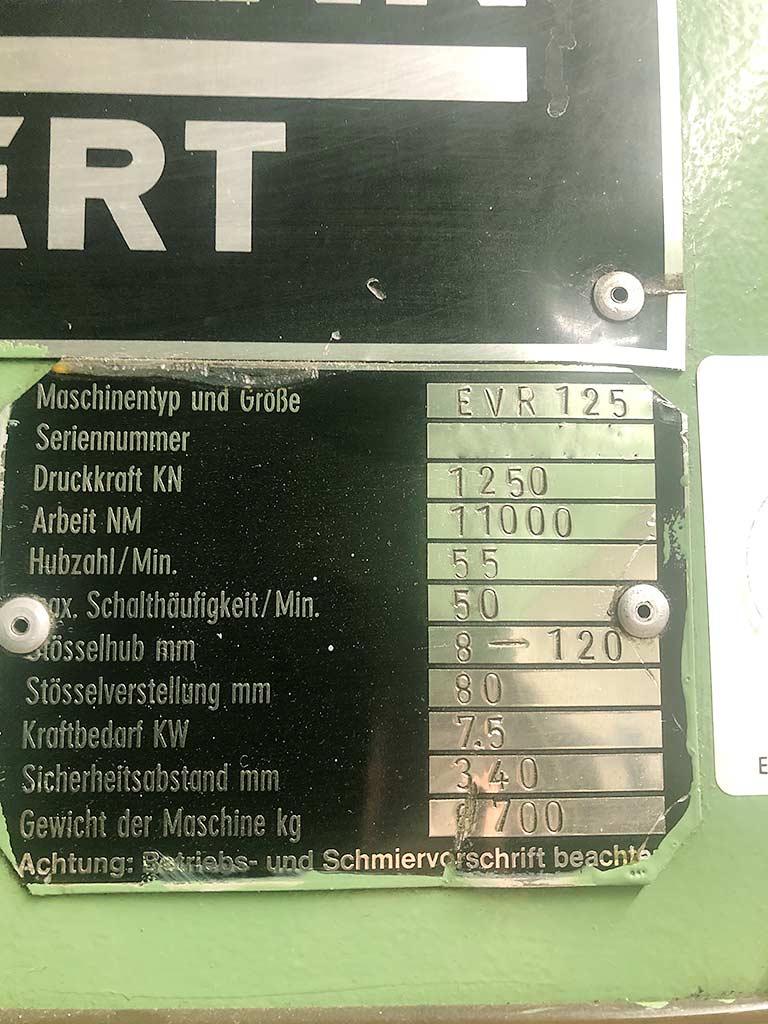 ERT
Maschinentyp und Größe EVR 125
Seriennummer
Druckkraft KN 1250
Arbeit NM 11000
Hubzahl/Min. 55
Schalthäufigkeit/Min. 50
Stösselhub mm 8 — 120
Stösselverstellung mm 80
Kraftbedarf KW 7.5
Sicherheitsabstand mm 340
Gewicht der Maschine kg
Achtung: Betriebs- und Schmiervorschrift beachte
E